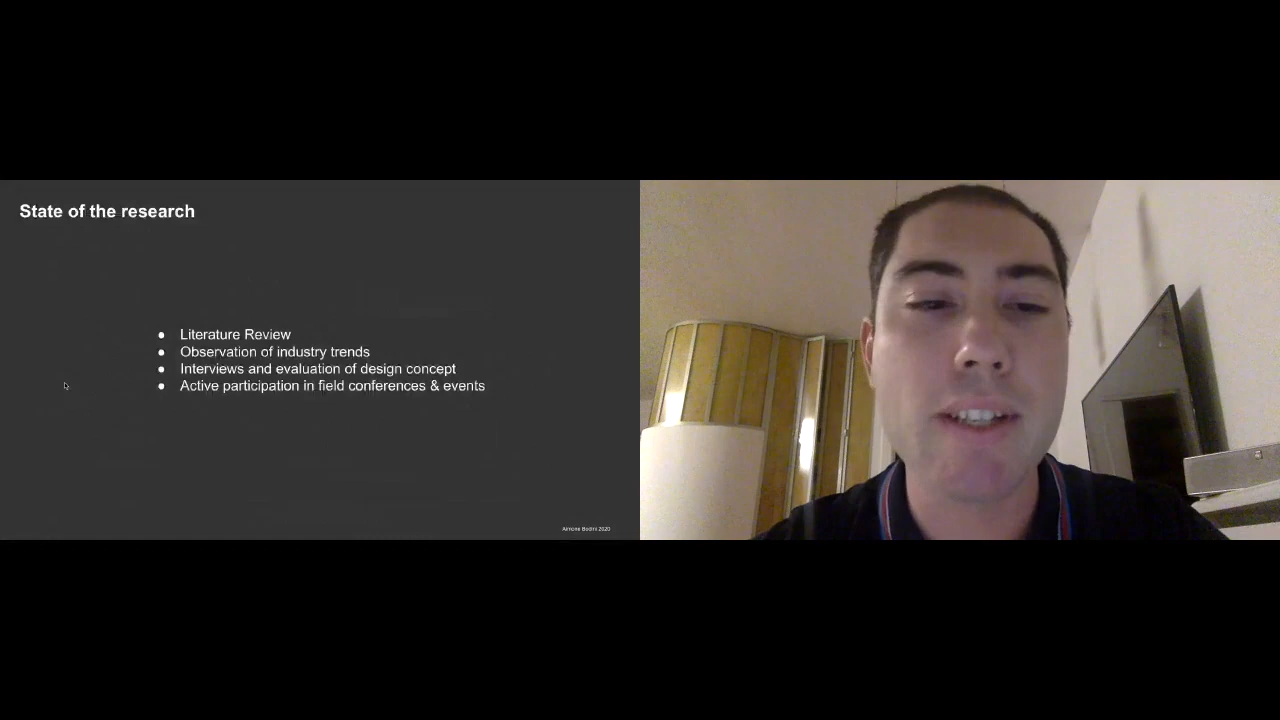 State of the research
● Literature Review
● Observation of industry trends
● Interviews and evaluation of design concept
● Active participation in field conferences & events
2020